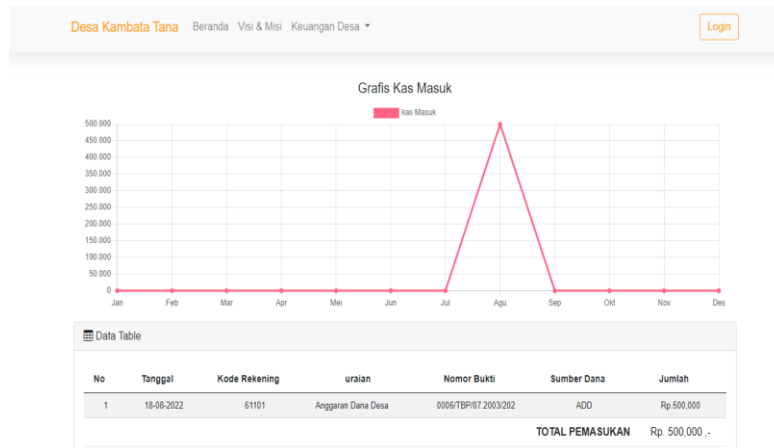 Desa Kambata Tana Beranda Visi & Misi Keuangan Desa Login
Grafis Kas Masuk
kas Masuk
500.000
450.000
400.000
350.000
300.000
250.000
200.000
150.000
100.000
50.000
0
Jan Feb Mar Apr Mei Jun Jul Agu Sep Okt Nov Des
Data Table
No Tanggal Kode Rekening uraian Nomor Bukti Sumber Dana Jumlah
1 18-08-2022 61101 Anggaran Dana Desa 0006/TBP/07.2003/202 ADD Rp.500,000
TOTAL PEMASUKAN Rp. 500,000 ,-